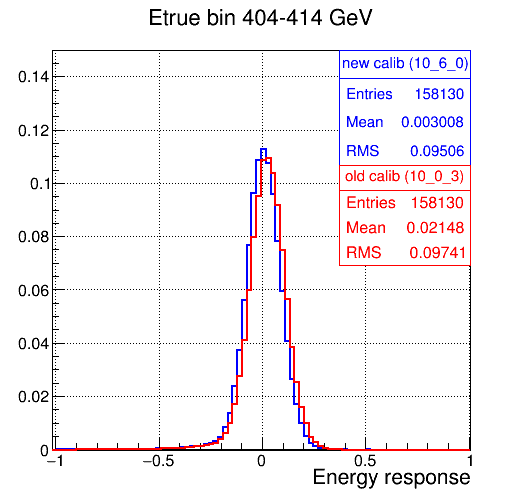 Etrue bin 404-414 GeV
new calib (10_6_0)
Entries 158130
Mean 0.003008
RMS 0.09506
old calib (10_0_3)
Entries 158130
Mean 0.02148
RMS 0.09741
0.14
0.12
0.1
0.08
0.06
0.04
0.02
0
−1 −0.5 0 0.5 1
Energy response